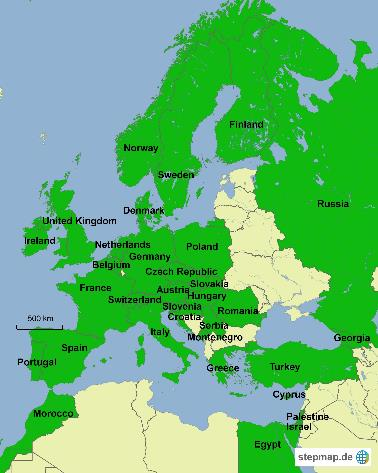 Finland
Norway
Sweden
Russia
Denmark
United Kingdom
Ireland
Netherlands
Poland
Germany
Belgium
Czech Republic
Slovakia
France
Austria
Hungary
Switzerland
Slovenia
Romania
Croatia
500 km
Serbia
Italy
Montenegro
Georgia
Spain
Portugal
Greece
Turkey
Cyprus
Morocco
Palestine
Israel
Egypt
stepmap.de